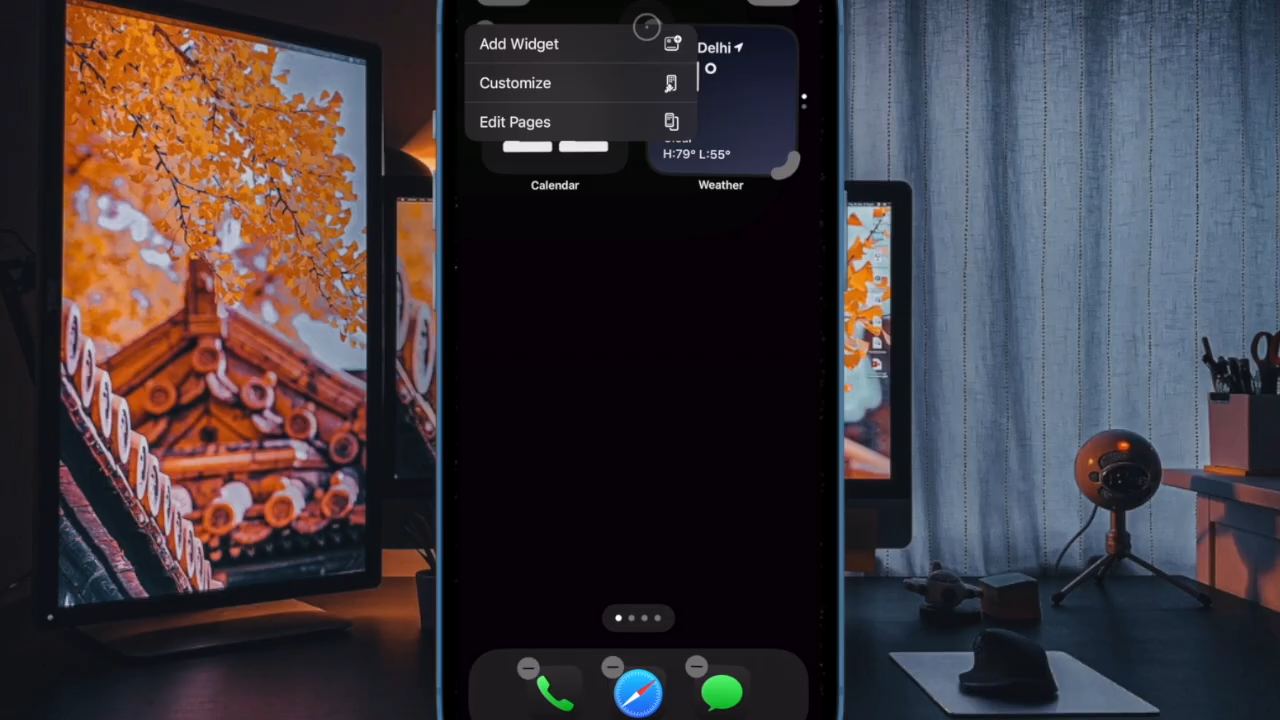 Add Widget
Customize
Edit Pages
Delhi
H:79° L:55°
Calendar
Weather